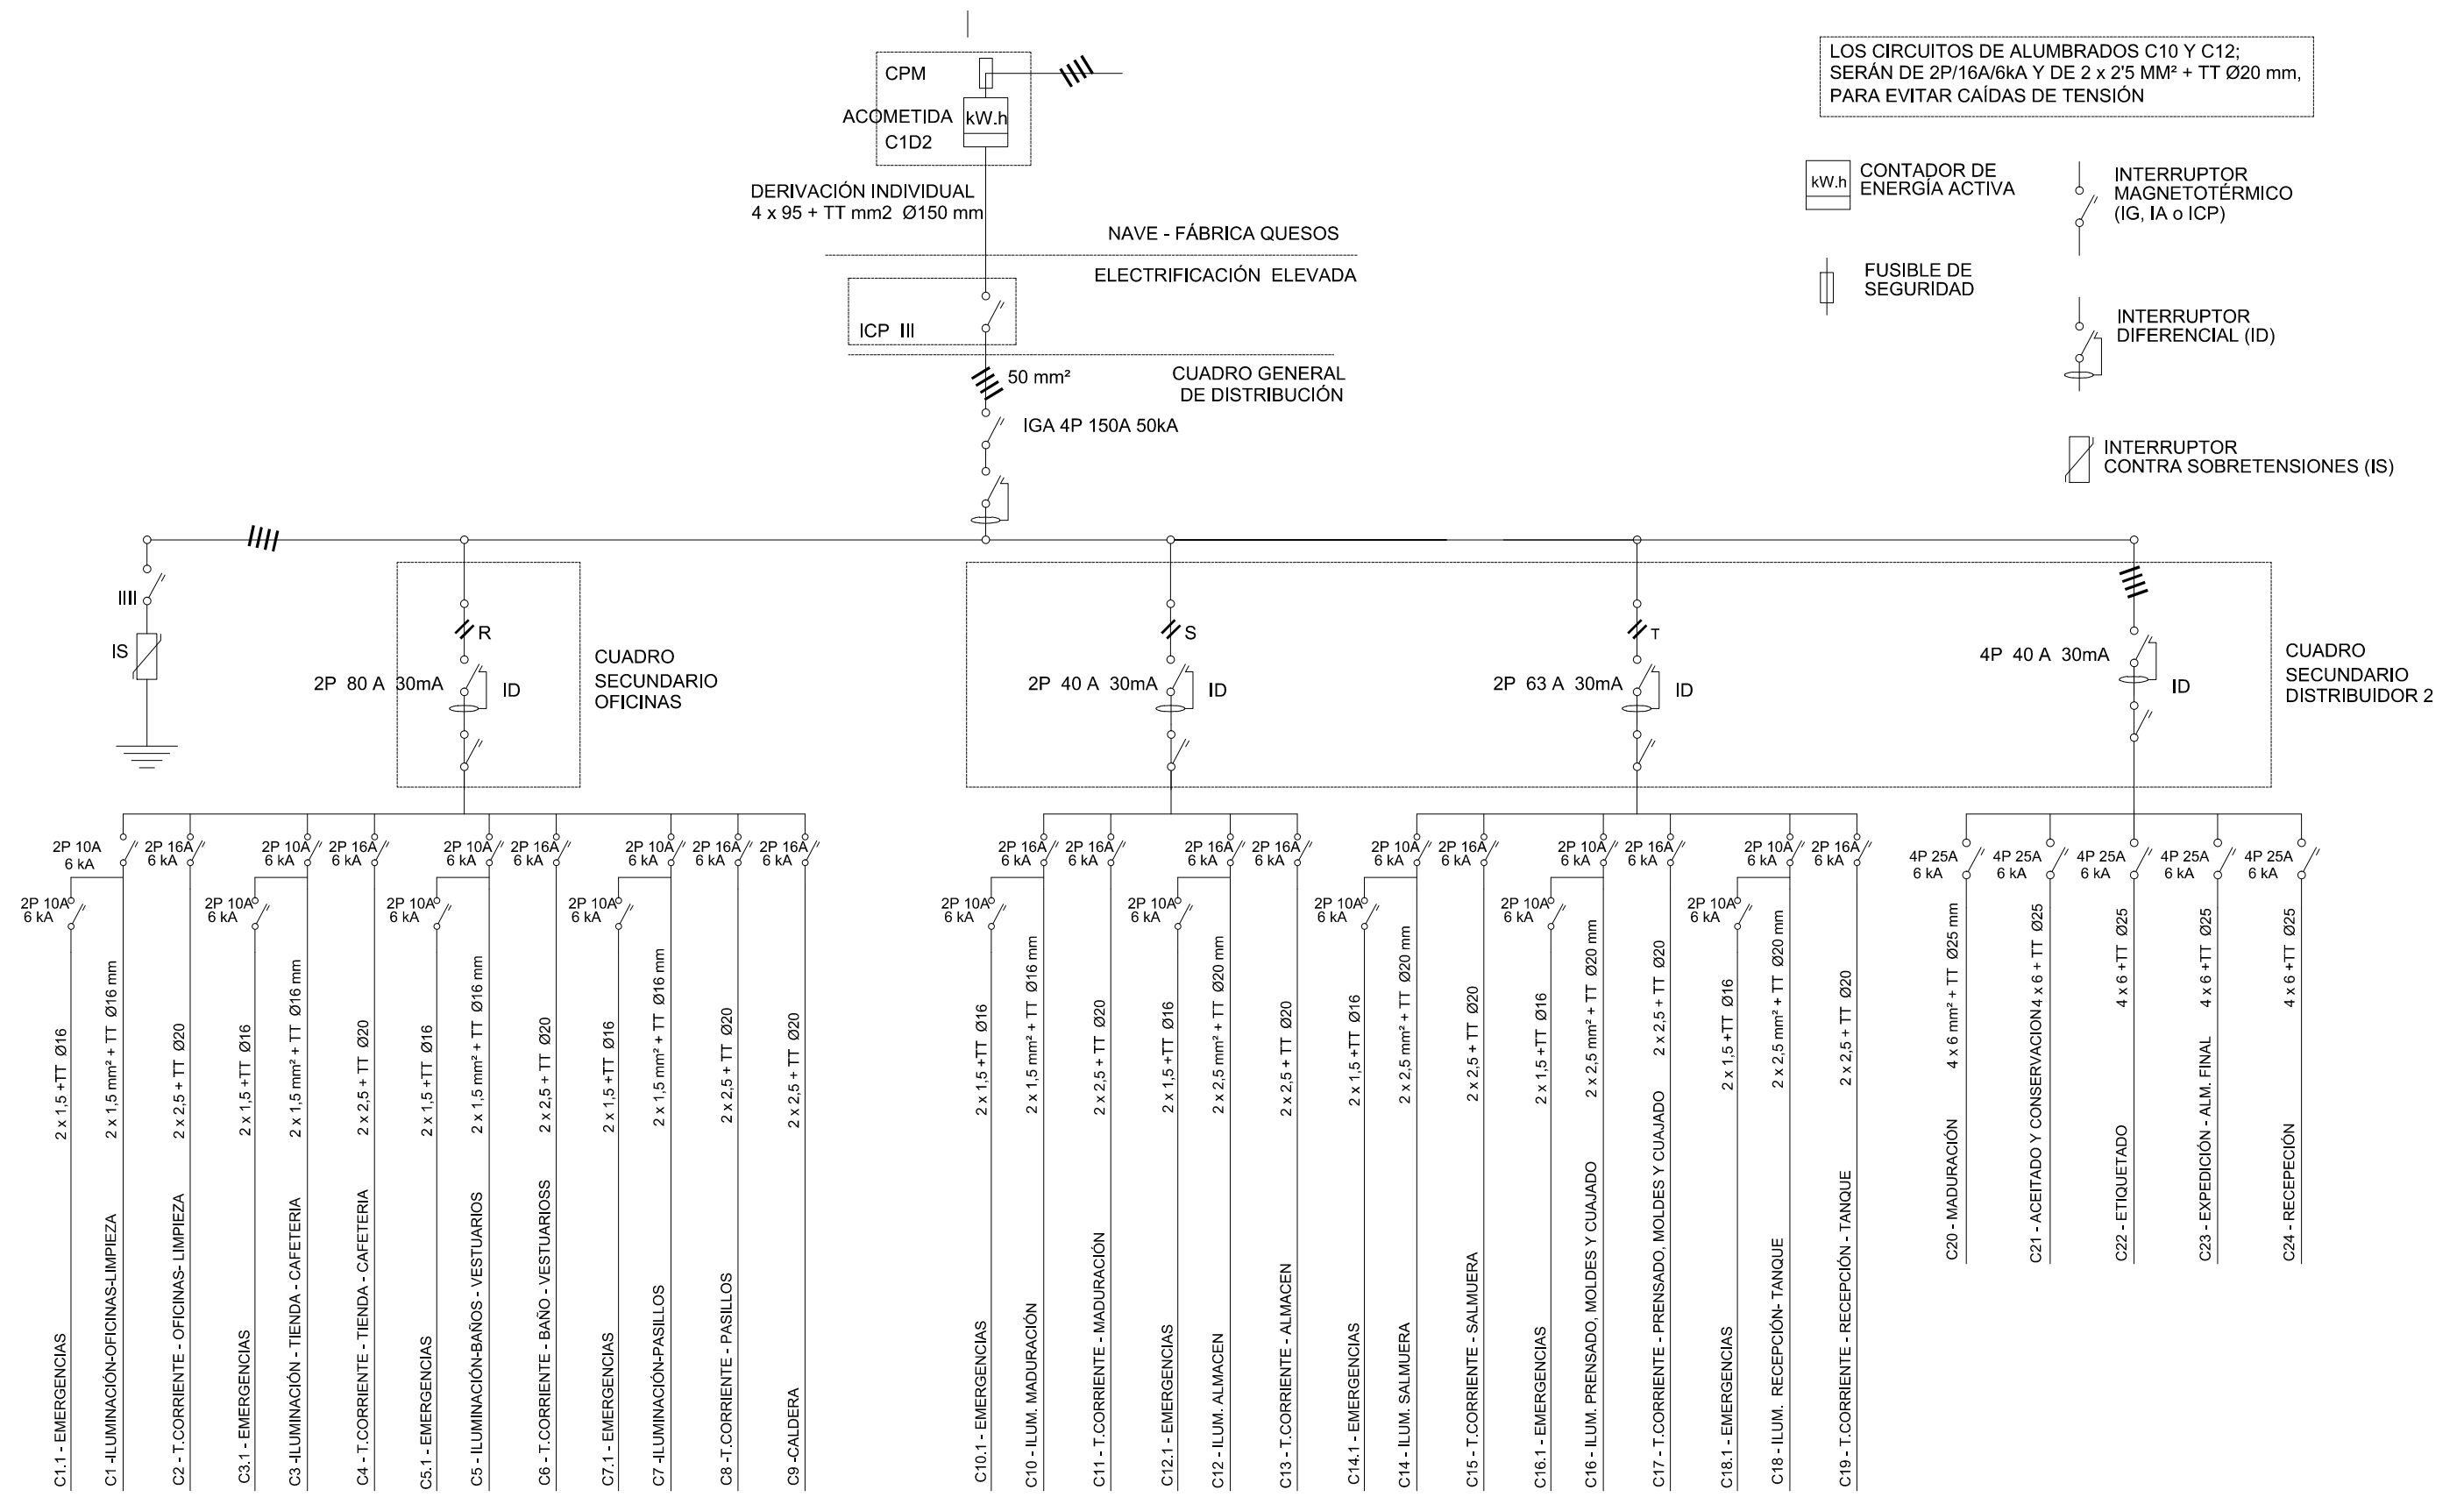 CPM
ACOMETIDA
C1D2
kW.h
DERIVACIÓN INDIVIDUAL
4 x 95 + TT mm2 Ø150 mm
NAVE - FÁBRICA QUESOS
ELECTRIFICACIÓN ELEVADA
ICP III
50 mm²
CUADRO GENERAL
DE DISTRIBUCIÓN
IGA 4P 150A 50kA
LOS CIRCUITOS DE ALUMBRADOS C10 Y C12;
SERÁN DE 2P/16A/6kA Y DE 2 x 2'5 MM² + TT Ø20 mm,
PARA EVITAR CAÍDAS DE TENSIÓN
kW.h
CONTADOR DE
ENERGÍA ACTIVA
INTERRUPTOR
MAGNETOTÉRMICO
(IG, IA o ICP)
FUSIBLE DE
SEGURIDAD
INTERRUPTOR
DIFERENCIAL (ID)
INTERRUPTOR
CONTRA SOBRETENSIONES (IS)
IIII
IS
R
2P 80 A 30mA
ID
CUADRO
SECUNDARIO
OFICINAS
S
2P 40 A 30mA
ID
T
2P 63 A 30mA
ID
4P 40 A 30mA
ID
CUADRO
SECUNDARIO
DISTRIBUIDOR 2
2P 10A
6 kA
2P 16A
6 kA
2P 10A
6 kA
2P 16A
6 kA
2P 10A
6 kA
2P 16A
6 kA
2P 10A
6 kA
2P 16A
6 kA
2P 16A
6 kA
2P 16A
6 kA
2P 16A
6 kA
2P 16A
6 kA
2P 16A
6 kA
2P 10A
6 kA
2P 16A
6 kA
2P 10A
6 kA
2P 16A
6 kA
2P 10A
6 kA
2P 16A
6 kA
4P 25A
6 kA
4P 25A
6 kA
4P 25A
6 kA
4P 25A
6 kA
4P 25A
6 kA
2P 10A
6 kA
2P 10A
6 kA
2P 10A
6 kA
2P 10A
6 kA
2P 10A
6 kA
2P 10A
6 kA
2P 10A
6 kA
2P 10A
6 kA
2P 10A
6 kA
C1.1 - EMERGENCIAS 2 x 1,5 +TT Ø16
C1 -ILUMINACIÓN-OFICINAS-LIMPIEZA 2 x 1,5 mm² + TT Ø16 mm
C2 - T.CORRIENTE - OFICINAS- LIMPIEZA 2 x 2,5 + TT Ø20
C3.1 - EMERGENCIAS 2 x 1,5 +TT Ø16
C3 -ILUMINACIÓN - TIENDA - CAFETERIA 2 x 1,5 mm² + TT Ø16 mm
C4 - T.CORRIENTE - TIENDA - CAFETERIA 2 x 2,5 + TT Ø20
C5.1 - EMERGENCIAS 2 x 1,5 +TT Ø16
C5 - ILUMINACIÓN-BAÑOS - VESTUARIOS 2 x 1,5 mm² + TT Ø16 mm
C6 - T.CORRIENTE - BAÑO - VESTUARIOSS 2 x 2,5 + TT Ø20
C7.1 - EMERGENCIAS 2 x 1,5 +TT Ø16
C7 -ILUMINACIÓN-PASILLOS 2 x 1,5 mm² + TT Ø16 mm
C8 -T.CORRIENTE - PASILLOS 2 x 2,5 + TT Ø20
C9 -CALDERA 2 x 2,5 + TT Ø20
C10.1 - EMERGENCIAS 2 x 1,5 +TT Ø16
C10 - ILUM. MADURACIÓN 2 x 1,5 mm² + TT Ø16 mm
C11 - T.CORRIENTE - MADURACIÓN 2 x 2,5 + TT Ø20
C12.1 - EMERGENCIAS 2 x 1,5 +TT Ø16
C12 - ILUM. ALMACEN 2 x 2,5 mm² + TT Ø20 mm
C13 - T.CORRIENTE - ALMACEN 2 x 2,5 + TT Ø20
C14.1 - EMERGENCIAS 2 x 1,5 +TT Ø16
C14 - ILUM. SALMUERA 2 x 2,5 mm² + TT Ø20 mm
C15 - T.CORRIENTE - SALMUERA 2 x 2,5 + TT Ø20
C16.1 - EMERGENCIAS 2 x 1,5 +TT Ø16
C16 - ILUM. PRENSADO, MOLDES Y CUAJADO 2 x 2,5 mm² + TT Ø20 mm
C17 - T.CORRIENTE - PRENSADO, MOLDES Y CUAJADO 2 x 2,5 + TT Ø20
C18.1 - EMERGENCIAS 2 x 1,5 +TT Ø16
C18 - ILUM. RECEPCIÓN- TANQUE 2 x 2,5 mm² + TT Ø20 mm
C19 - T.CORRIENTE - RECEPCIÓN - TANQUE 2 x 2,5 + TT Ø20
C20 - MADURACIÓN 4 x 6 mm² + TT Ø25 mm
C21 - ACEITADO Y CONSERVACION 4 x 6 + TT Ø25
C22 - ETIQUETADO 4 x 6 +TT Ø25
C23 - EXPEDICIÓN - ALM. FINAL 4 x 6 +TT Ø25
C24 - RECEPECIÓN 4 x 6 +TT Ø25